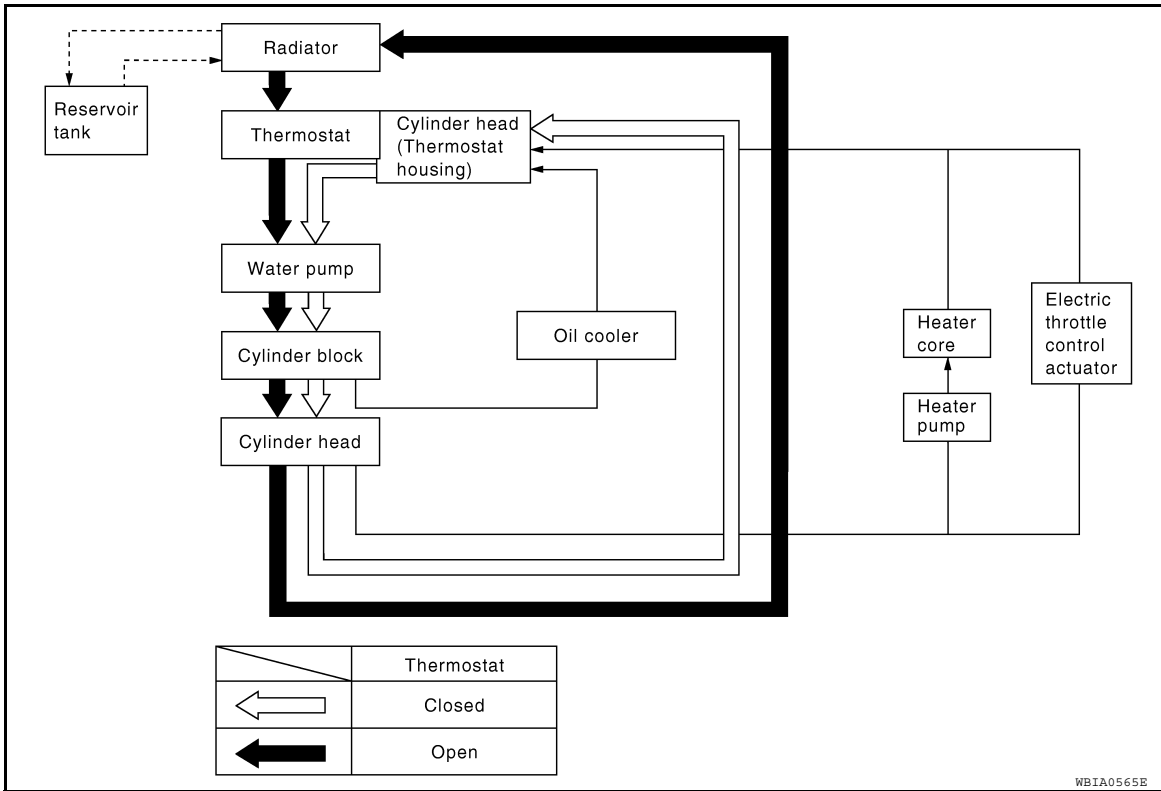 Radiator
Reservoir
tank
Thermostat
Cylinder head
(Thermostat
housing)
Water pump
Cylinder block
Cylinder head
Oil cooler
Heater
core
Heater
pump
Electric
throttle
control
actuator
Thermostat
Closed
Open
WBIA0565E